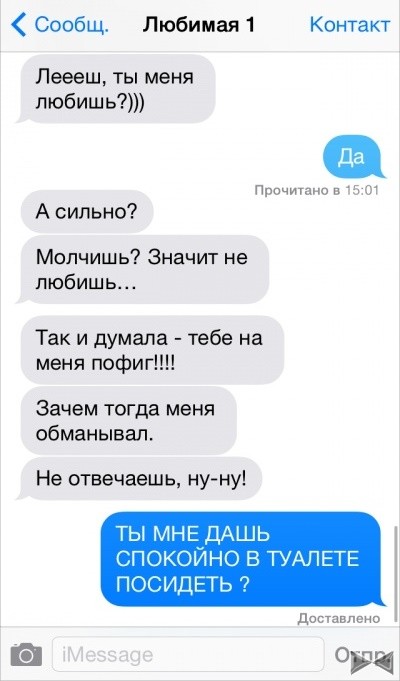 Сообщ. Любимая 1 Контакт
Леееш, ты меня
любишь?)))
Да
Прочитано в 15:01
А сильно?
Молчишь? Значит не
любишь...
Так и думала - тебе на
меня пофиг!!!!
Зачем тогда меня
обманывал.
Не отвечаешь, ну-ну!
ТЫ МНЕ ДАШЬ
СПОКОЙНО В ТУАЛЕТЕ
ПОСИДЕТЬ ?
Доставлено
iMessage Отпр.